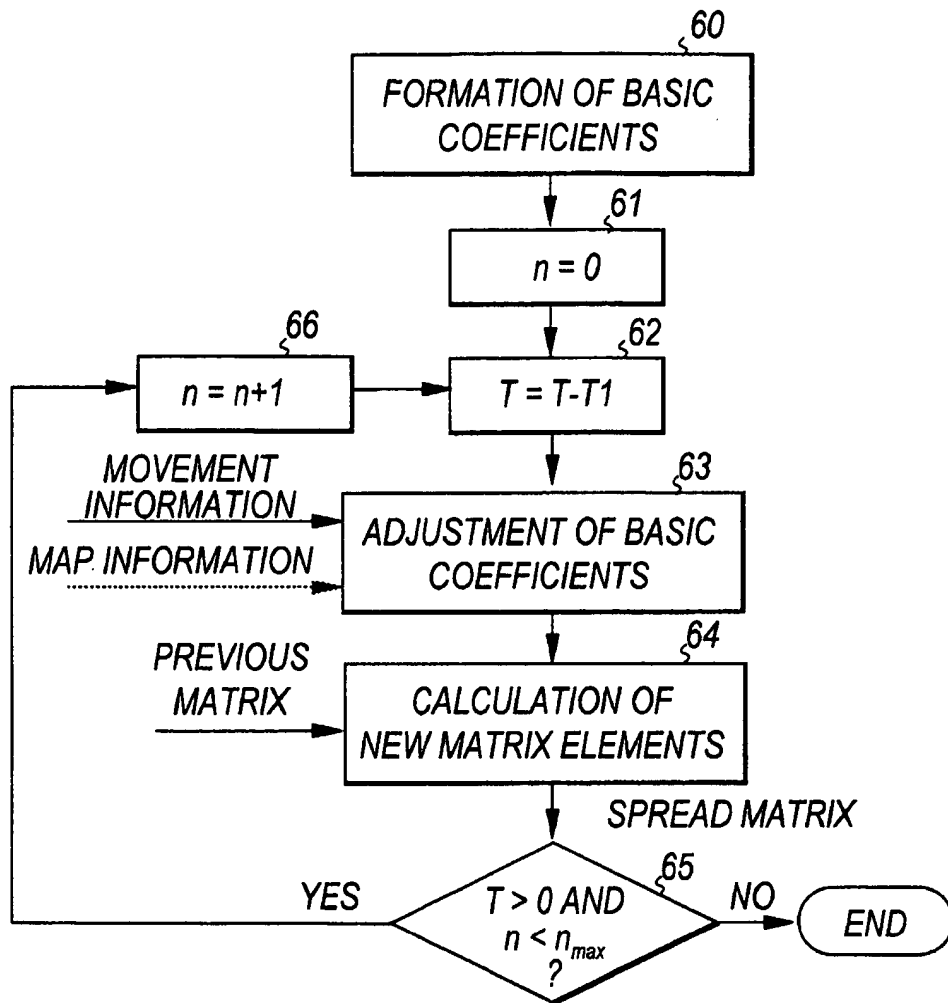 60
FORMATION OF BASIC
COEFFICIENTS
61
n = 0
66
n = n+1
62
T = T-T1
MOVEMENT
INFORMATION
MAP INFORMATION
63
ADJUSTMENT OF BASIC
COEFFICIENTS
PREVIOUS
MATRIX
64
CALCULATION OF
NEW MATRIX ELEMENTS
SPREAD MATRIX
65
YES
T > 0 AND
n < nmax
?
NO
END